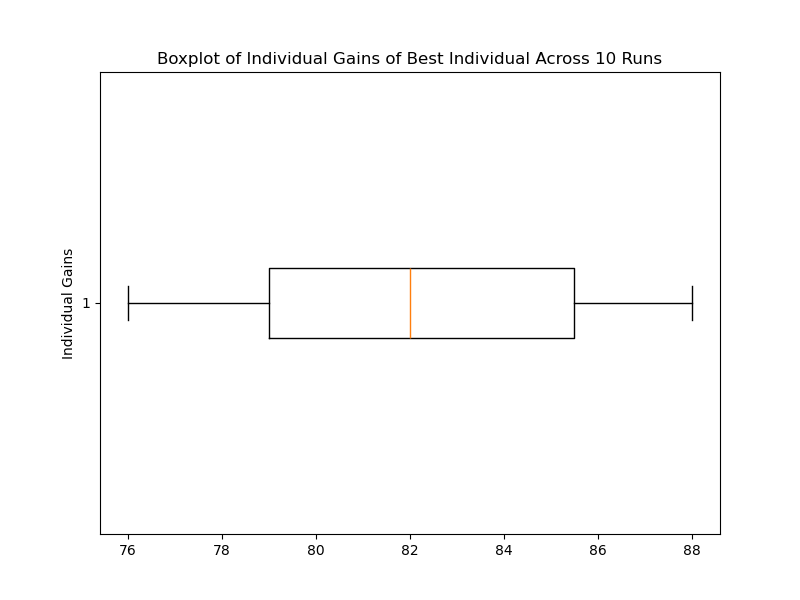 Boxplot of Individual Gains of Best Individual Across 10 Runs
Individual Gains
1
76 78 80 82 84 86 88